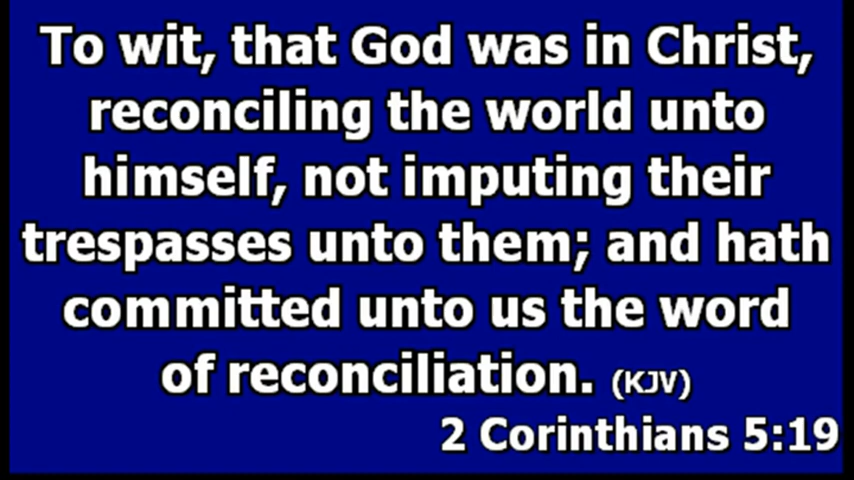 To wit, that God was in Christ,
reconciling the world unto
himself, not imputing their
trespasses unto them; and hath
committed unto us the word
of reconciliation. (KJV)
2 Corinthians 5:19